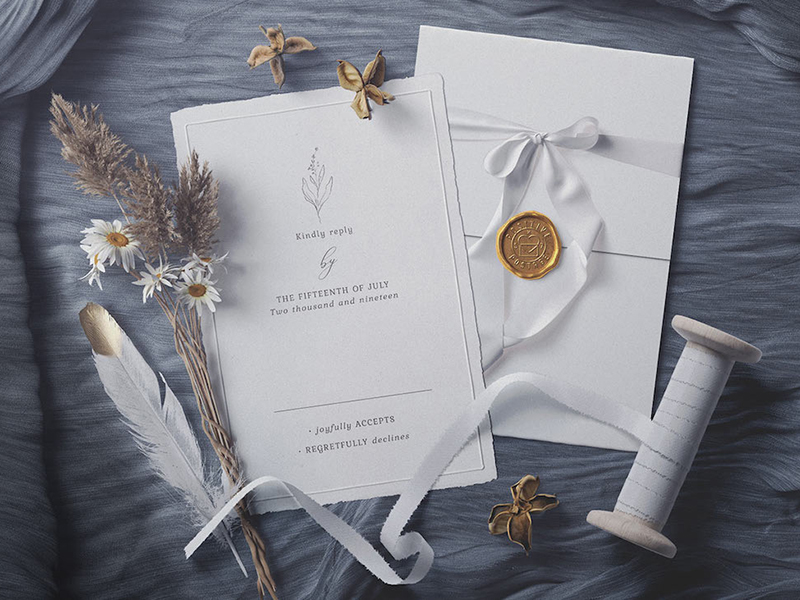 Kindly reply
by
THE FIFTEENTH OF JULY
Two thousand and nineteen
· joyfully ACCEPTS
· REGRETFULLY declines